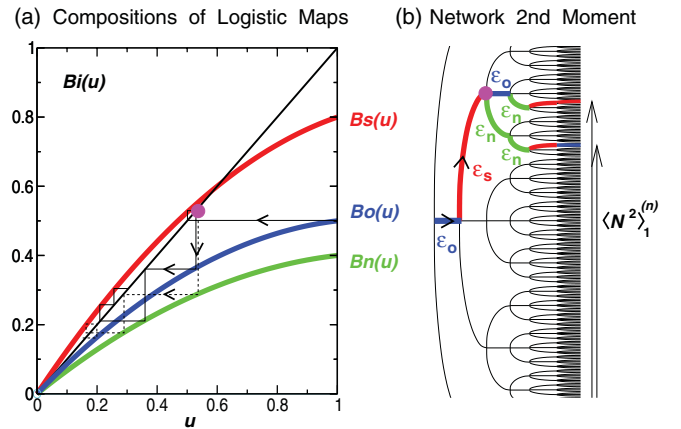 (a) Compositions of Logistic Maps
Bi(u)
1
0.8
0.6
0.4
0.2
0
0
0.2
0.4
0.6
0.8
1
u
Bs(u)
Bo(u)
Bn(u)
(b) Network 2nd Moment
εo
εn
εn
εn
εs
εo
⟨N²⟩₁⁽ⁿ⁾